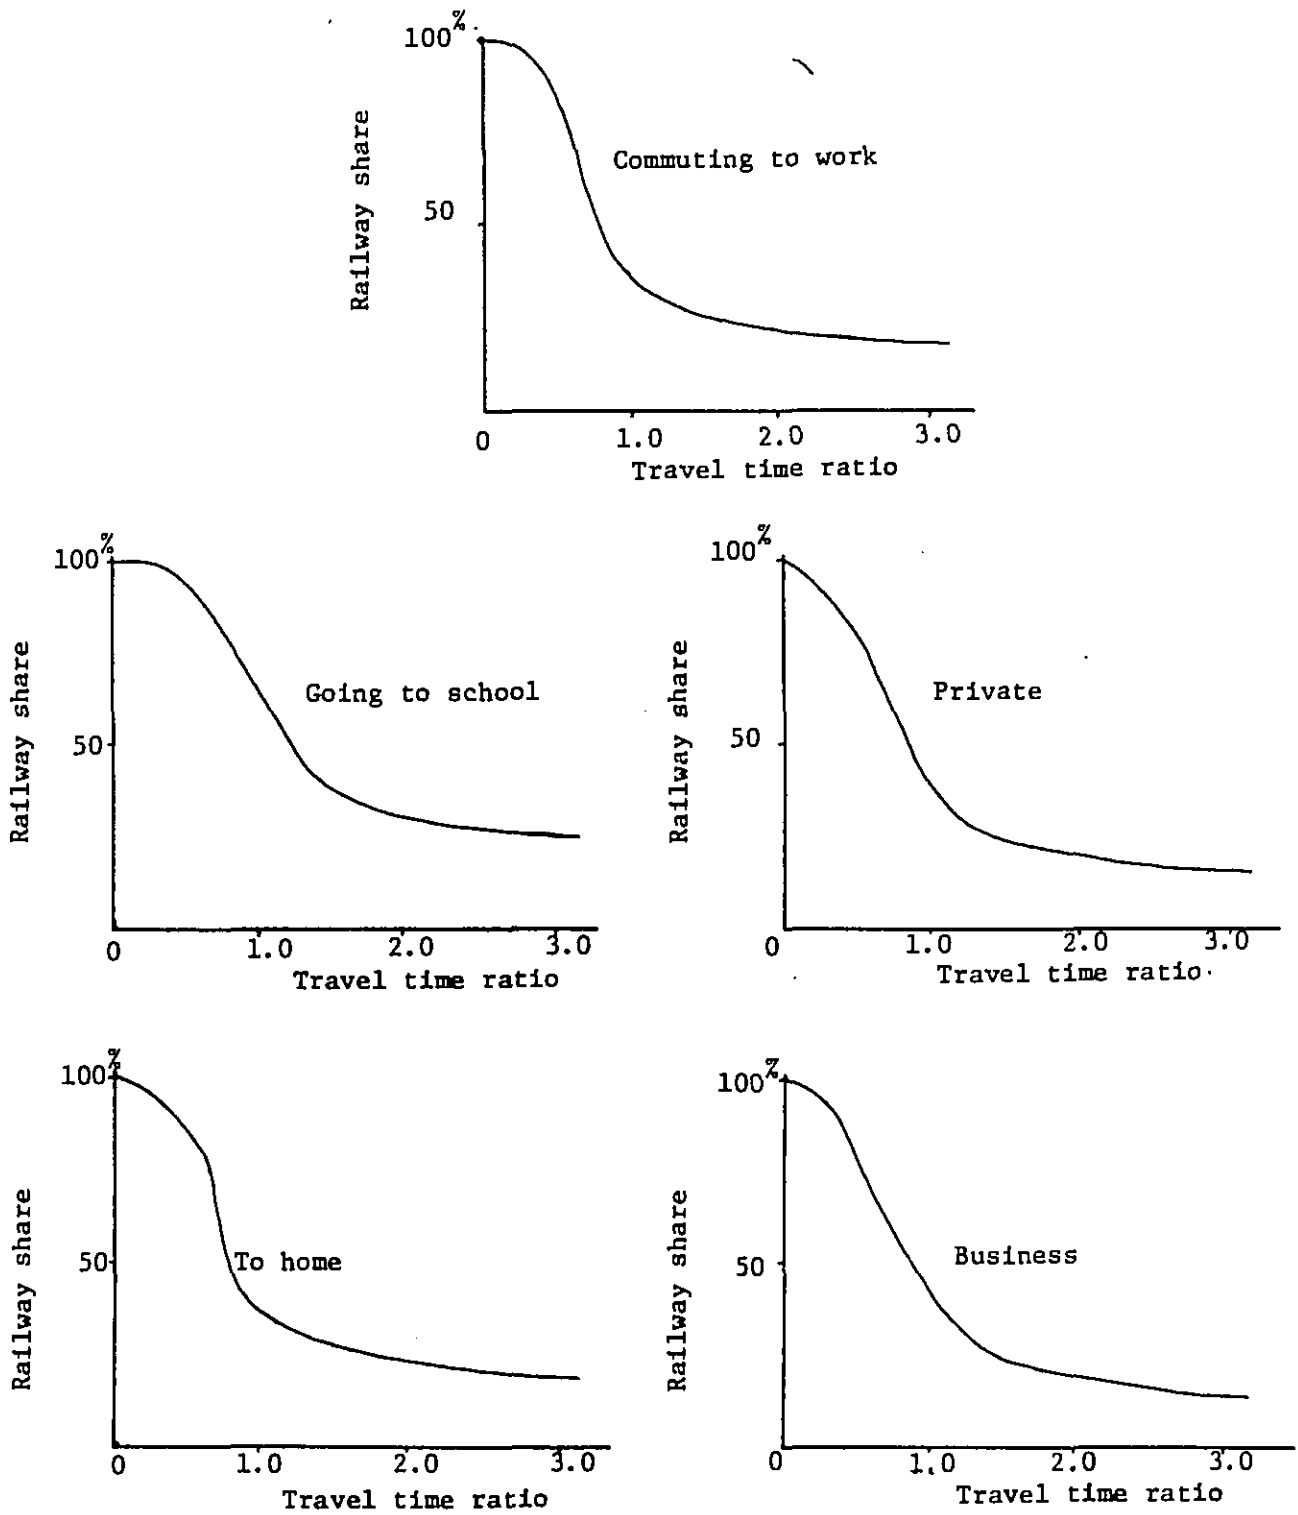 100%
Railway share
50
Commuting to work
0 1.0 2.0 3.0
Travel time ratio
100%
Railway share
50
Going to school
0 1.0 2.0 3.0
Travel time ratio
100%
Railway share
50
Private
0 1.0 2.0 3.0
Travel time ratio
100%
Railway share
50
To home
0 1.0 2.0 3.0
Travel time ratio
100%
Railway share
50
Business
0 1.0 2.0 3.0
Travel time ratio